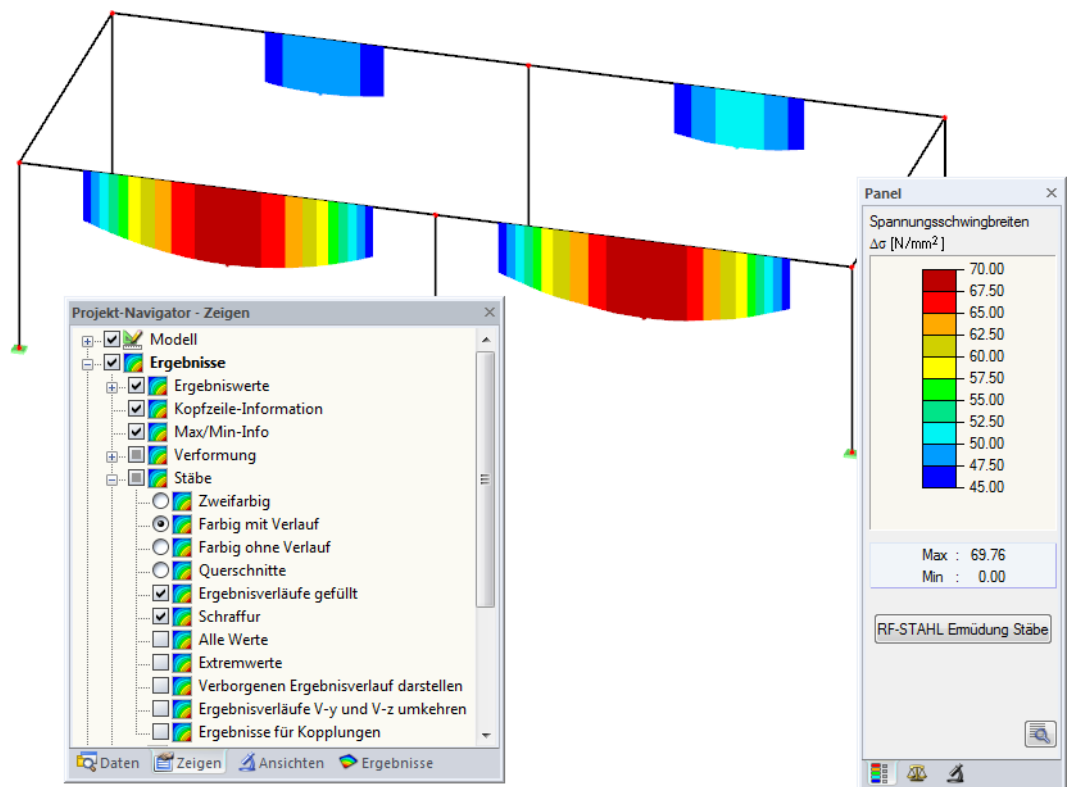 Panel
Spannungsschwingbreiten
Δσ [N/mm²]
70.00
67.50
65.00
62.50
60.00
57.50
55.00
52.50
50.00
47.50
45.00
Max : 69.76
Min : 0.00
RF-STAHL Ermüdung Stäbe
Projekt-Navigator - Zeigen
Modell
Ergebnisse
Ergebniswerte
Kopfzeile-Information
Max/Min-Info
Verformung
Stäbe
Zweifarbig
Farbig mit Verlauf
Farbig ohne Verlauf
Querschnitte
Ergebnisverläufe gefüllt
Schraffur
Alle Werte
Extremwerte
Verborgenen Ergebnisverlauf darstellen
Ergebnisverläufe V-y und V-z umkehren
Ergebnisse für Kopplungen
Daten Zeigen Ansichten Ergebnisse